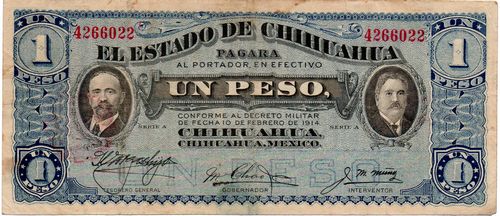 UN
1
PESO
4266022
4266022
UN
1
PESO
EL ESTADO DE CHIHUAHUA
PAGARA
AL PORTADOR, EN EFECTIVO
UN PESO,
SERIE A
SERIE A
CONFORME AL DECRETO MILITAR
DE FECHA 10 DE FEBRERO DE 1914.
CHIHUAHUA,
CHIHUAHUA, MEXICO.
UN
1
PESO
UN
1
PESO
TESORERO GENERAL
GOBERNADOR
INTERVENTOR